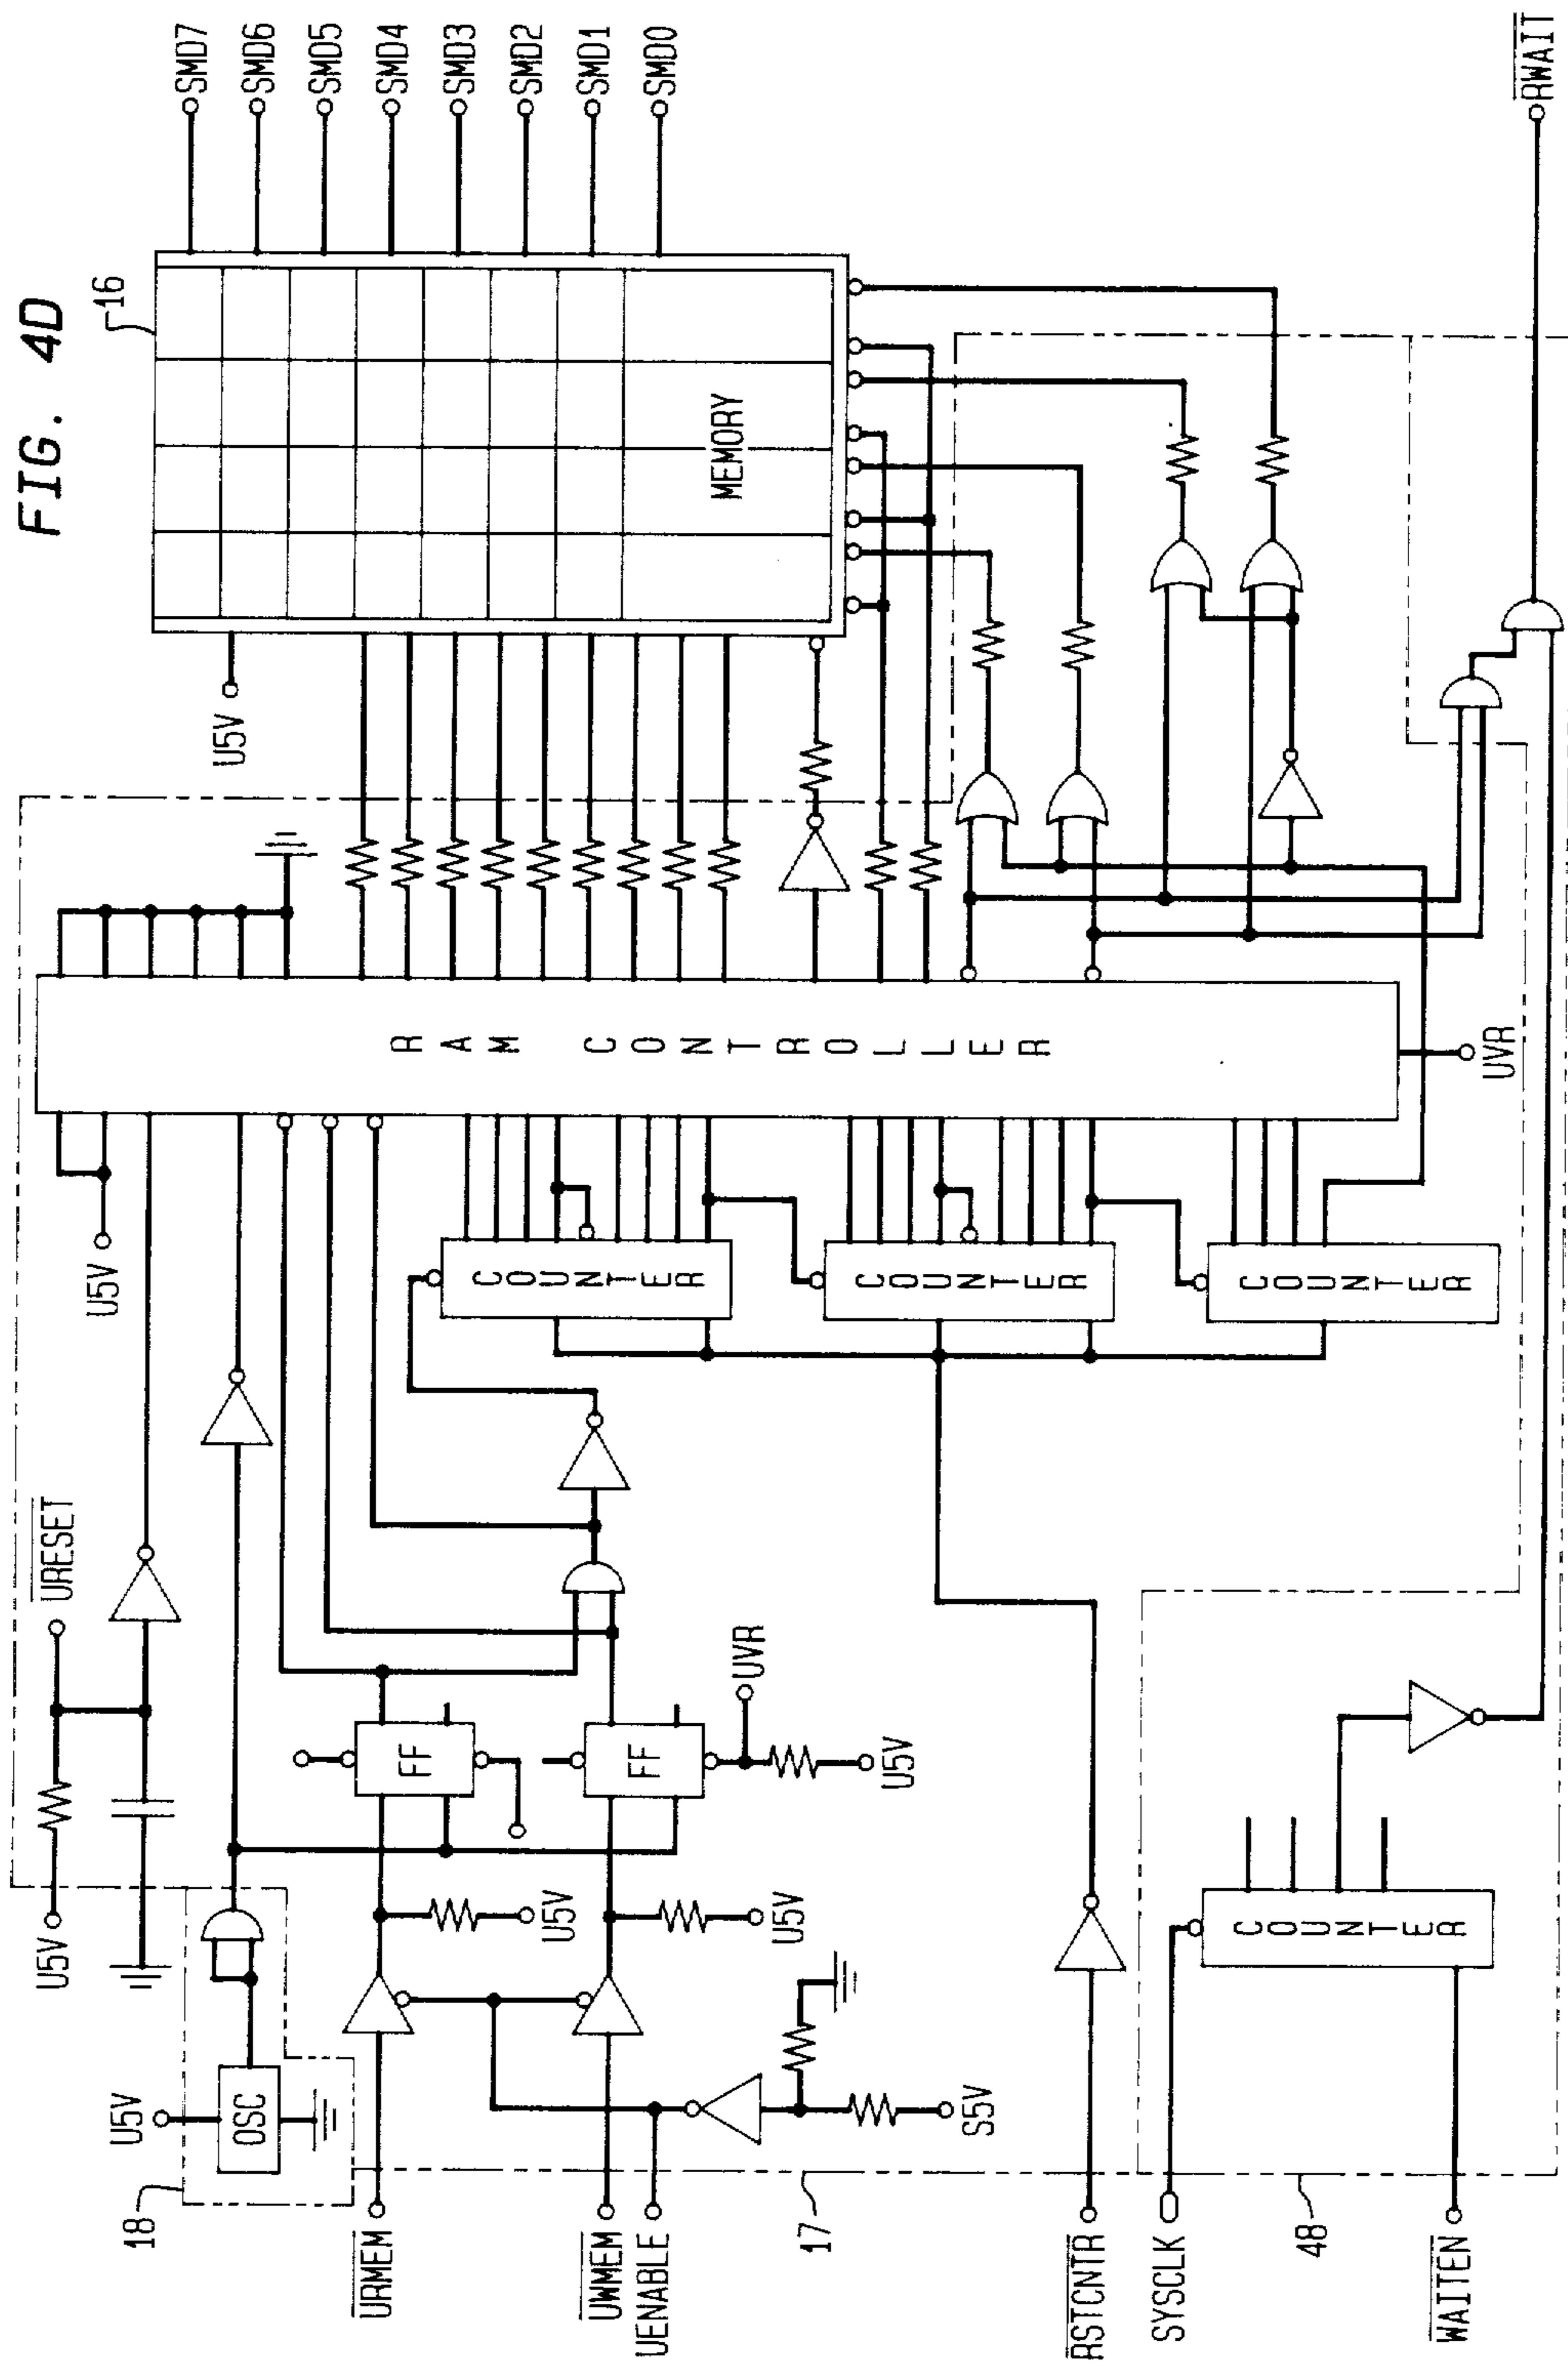 FIG. 4D
16
SMD7
SMD6
SMD5
SMD4
SMD3
SMD2
SMD1
SMD0
U5V
MEMORY
RAM CONTROLLER
U5V
UVR
URESET
U5V
18
U5V
OSC
FF
FF
UVR
U5V
U5V
U5V
S5V
COUNTER
COUNTER
COUNTER
URMEM
UWMEM
UENABLE
17
RSTCNTR
SYSCLK
48
WAITEN
COUNTER
RWAIT